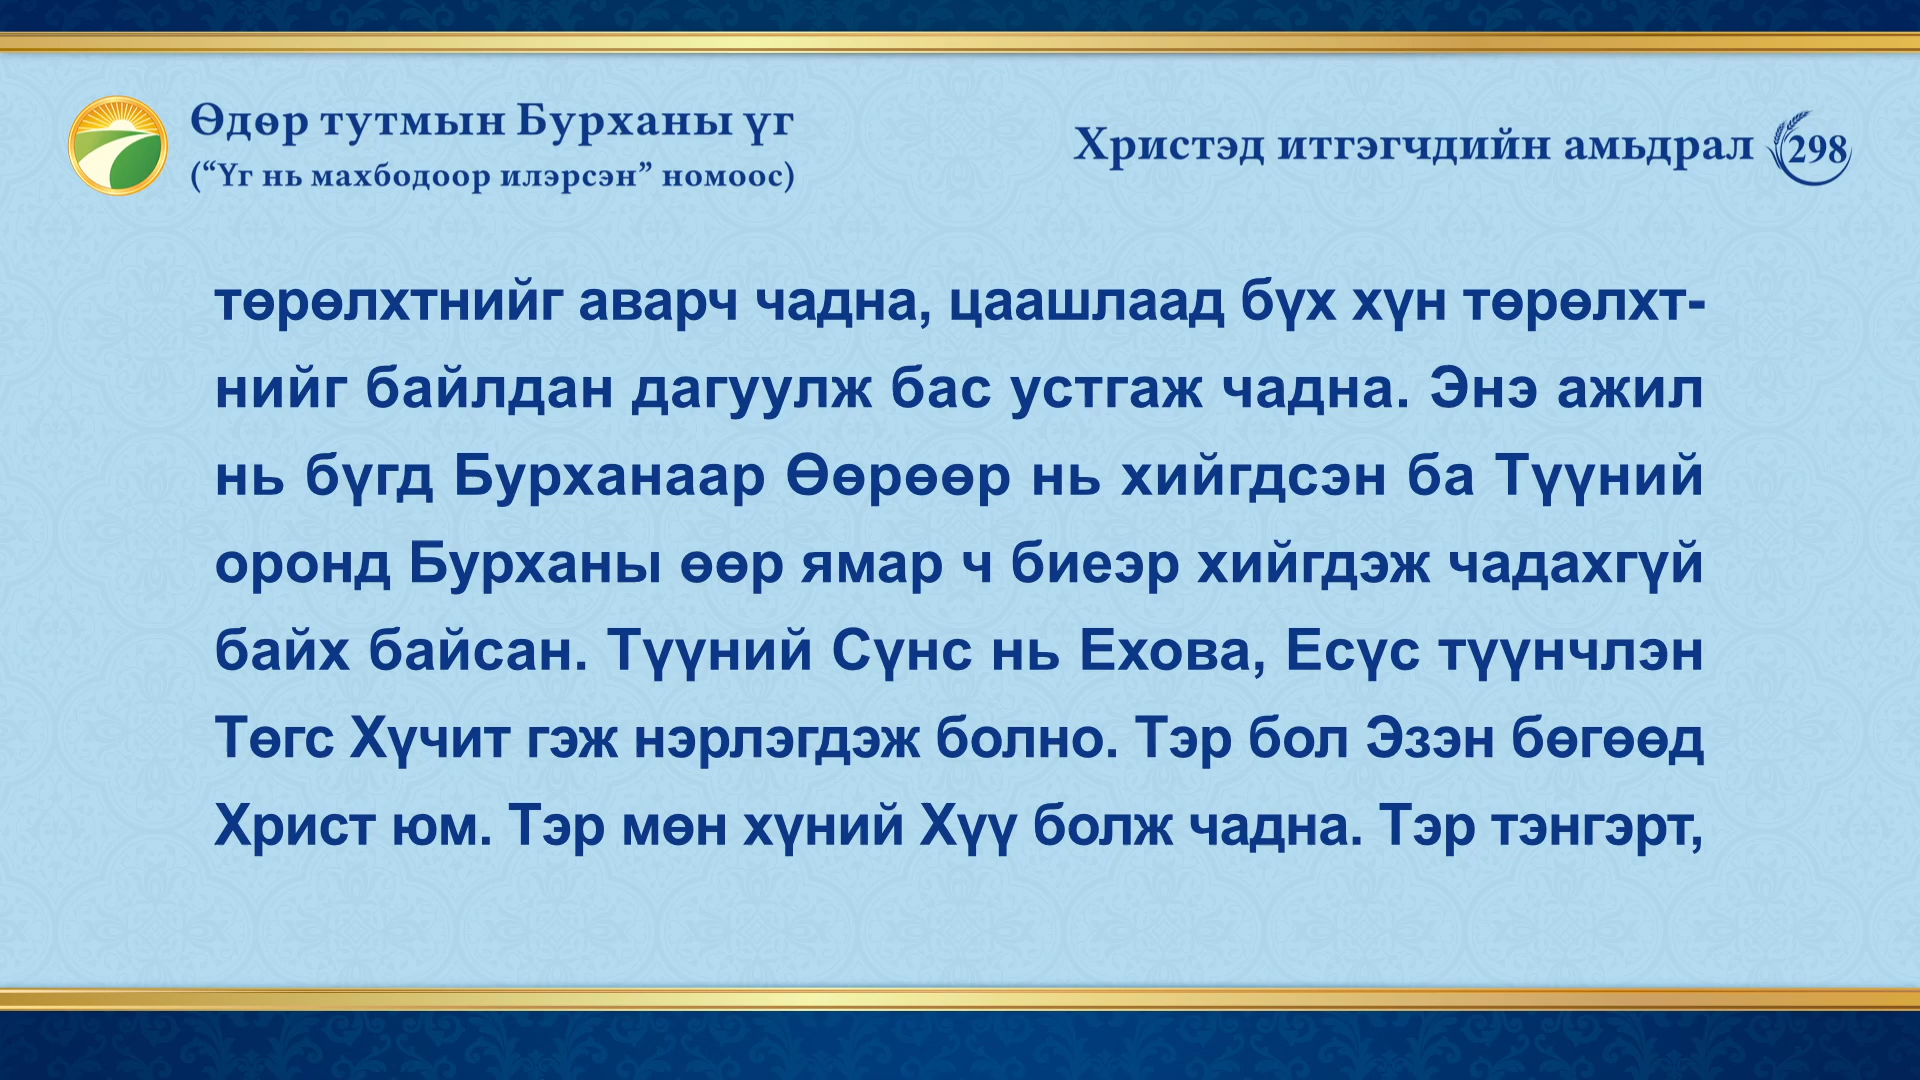 Өдөр тутмын Бурханы үг
(“Үг нь махбодоор илэрсэн” номоос)
Христэд итгэгчдийн амьдрал 298
төрөлхтнийг аварч чадна, цаашлаад бүх хүн төрөлхт-
нийг байлдан дагуулж бас устгаж чадна. Энэ ажил
нь бүгд Бурханаар Өөрөөр нь хийгдсэн ба Түүний
оронд Бурханы өөр ямар ч биеэр хийгдэж чадахгүй
байх байсан. Түүний Сүнс нь Ехова, Есүс түүнчлэн
Төгс Хүчит гэж нэрлэгдэж болно. Тэр бол Эзэн бөгөөд
Христ юм. Тэр мөн хүний Хүү болж чадна. Тэр тэнгэрт,